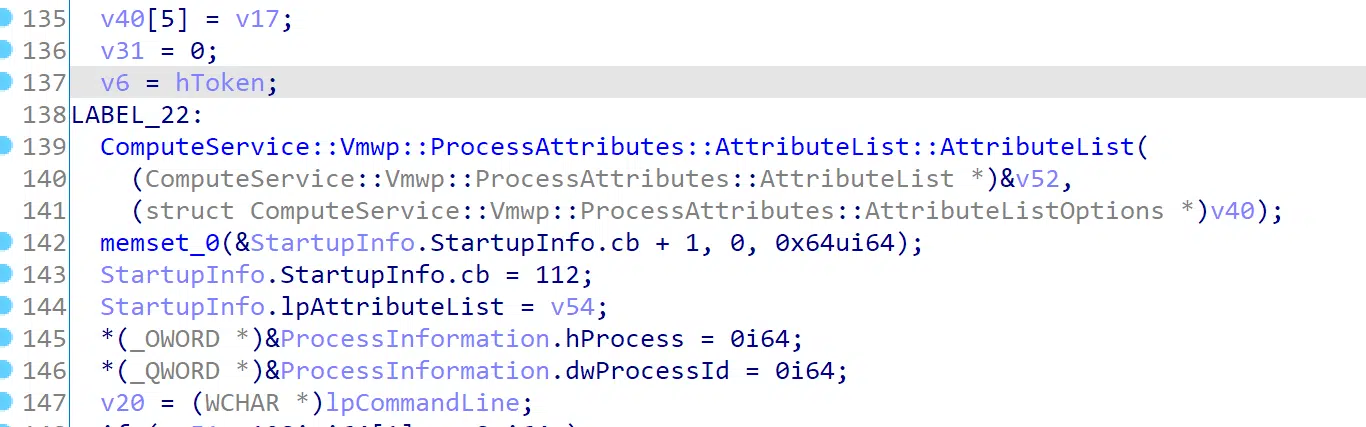 135 v40[5] = v17;
136 v31 = 0;
137 v6 = hToken;
138 LABEL_22:
139 ComputeService::Vmwp::ProcessAttributes::AttributeList::AttributeList(
140 (ComputeService::Vmwp::ProcessAttributes::AttributeList *)&v52,
141 (struct ComputeService::Vmwp::ProcessAttributes::AttributeListOptions *)v40);
142 memset_0(&StartupInfo.StartupInfo.cb + 1, 0, 0x64ui64);
143 StartupInfo.StartupInfo.cb = 112;
144 StartupInfo.lpAttributeList = v54;
145 *(_OWORD *)&ProcessInformation.hProcess = 0i64;
146 *(_QWORD *)&ProcessInformation.dwProcessId = 0i64;
147 v20 = (WCHAR *)lpCommandLine;